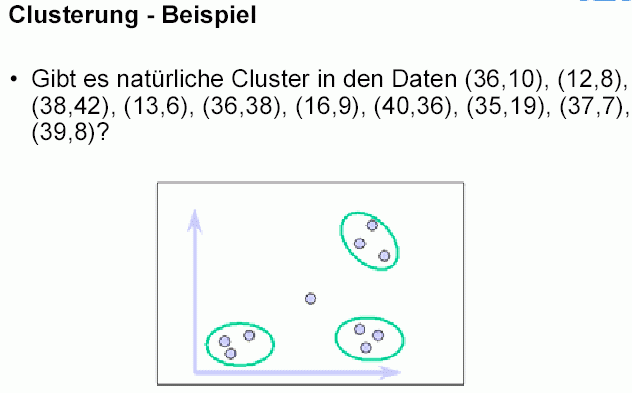 Clusterung - Beispiel
• Gibt es natürliche Cluster in den Daten (36,10), (12,8),
(38,42), (13,6), (36,38), (16,9), (40,36), (35,19), (37,7),
(39,8)?